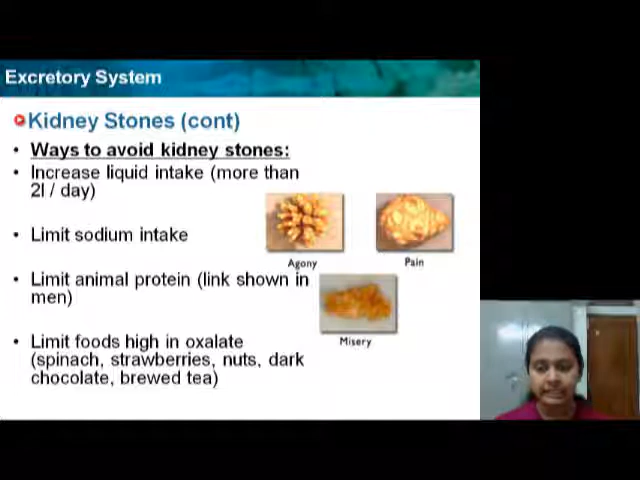 Excretory System
Kidney Stones (cont)
• Ways to avoid kidney stones:
• Increase liquid intake (more than
2l / day)
• Limit sodium intake
• Limit animal protein (link shown in
men)
• Limit foods high in oxalate
(spinach, strawberries, nuts, dark
chocolate, brewed tea)
Agony
Pain
Misery